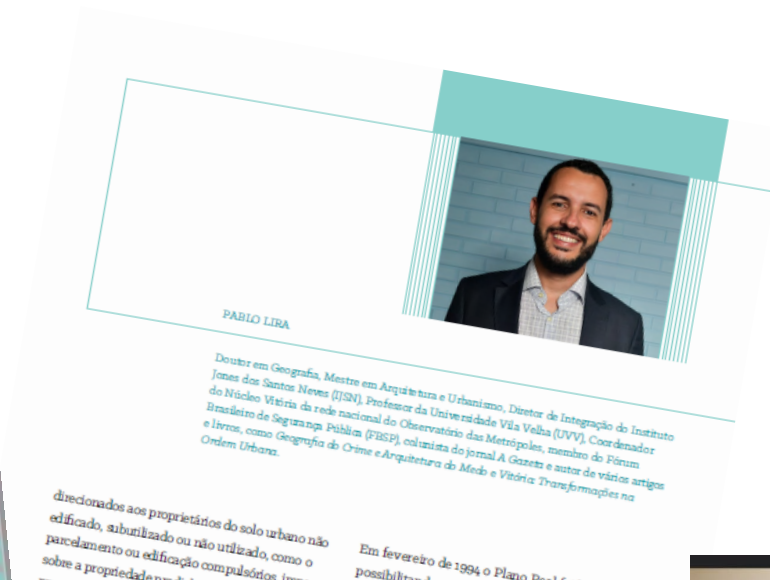 PABLO LIRA
Doutor em Geografia, Mestre em Arquitetura e Urbanismo, Diretor de Integração do Instituto
Jones dos Santos Neves (IJSN), Professor da Universidade Vila Velha (UVV), Coordenador
do Núcleo Vitória da rede nacional do Observatório das Metrópoles, membro do Fórum
Brasileiro de Segurança Pública (FBSP), colunista do jornal A Gazeta e autor de vários artigos
e livros, como Geografia do Crime e Arquitetura do Medo e Vitória: Transformações na
Ordem Urbana.
direcionados aos proprietários do solo urbano não
edificado, subutilizado ou não utilizado, como o
parcelamento ou edificação compulsórios,
sobre a propriedade
Em fevereiro de 1994 o Plano Real